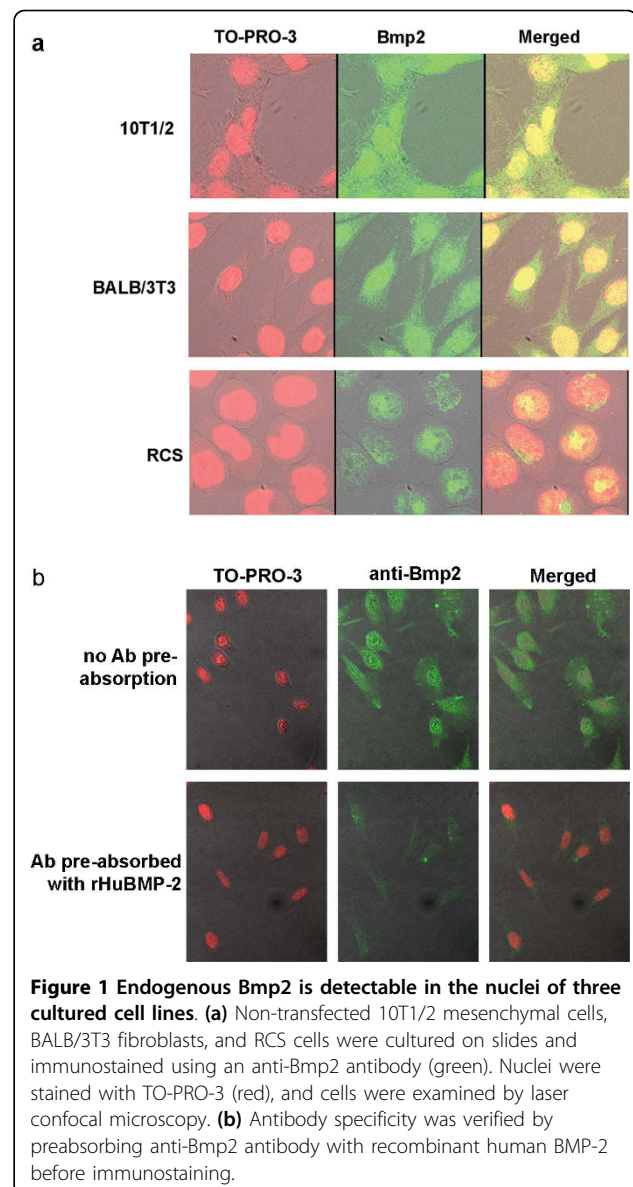 a
TO-PRO-3 Bmp2 Merged
10T1/2
BALB/3T3
RCS
b
TO-PRO-3 anti-Bmp2 Merged
no Ab pre-
absorption
Ab pre-absorbed
with rHuBMP-2
Figure 1 Endogenous Bmp2 is detectable in the nuclei of three
cultured cell lines. (a) Non-transfected 10T1/2 mesenchymal cells,
BALB/3T3 fibroblasts, and RCS cells were cultured on slides and
immunostained using an anti-Bmp2 antibody (green). Nuclei were
stained with TO-PRO-3 (red), and cells were examined by laser
confocal microscopy. (b) Antibody specificity was verified by
preabsorbing anti-Bmp2 antibody with recombinant human BMP-2
before immunostaining.